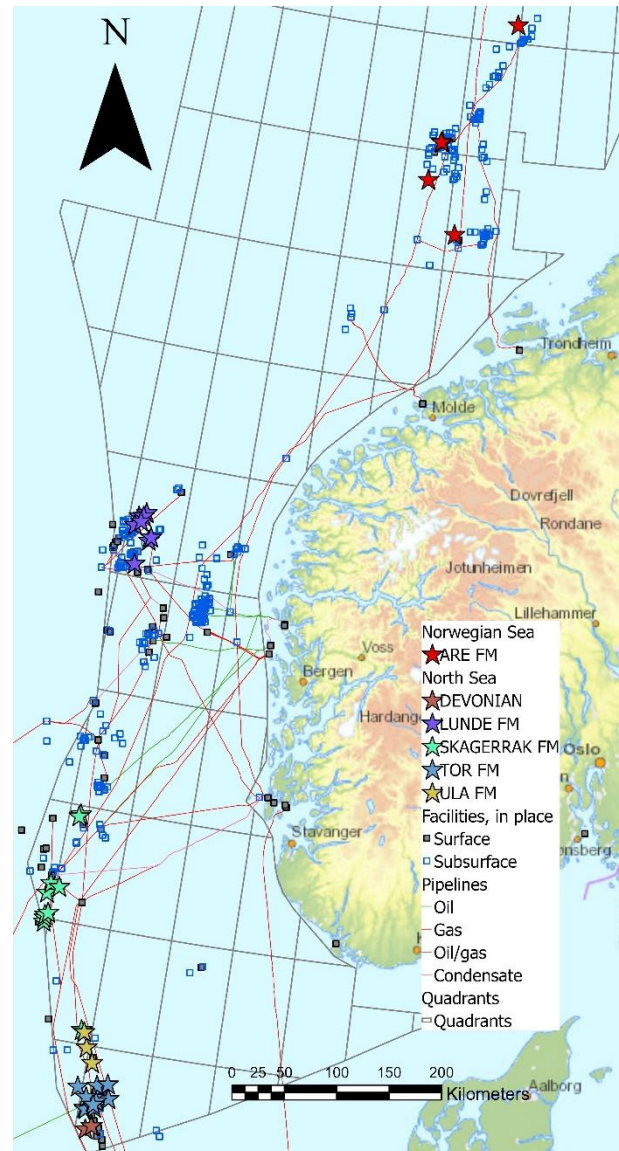 N
Trondheim
Molde
Dovrefjell
Rondane
Jotunheimen
Lillehammer
Voss
Bergen
Hardang
Oslo
Stavanger
ønsberg
K
Aalborg
Norwegian Sea
ARE FM
North Sea
DEVONIAN
LUNDE FM
SKAGERRAK FM
TOR FM
ULA FM
Facilities, in place
Surface
Subsurface
Pipelines
Oil
Gas
Oil/gas
Condensate
Quadrants
Quadrants
0 25 50 100 150 200
Kilometers